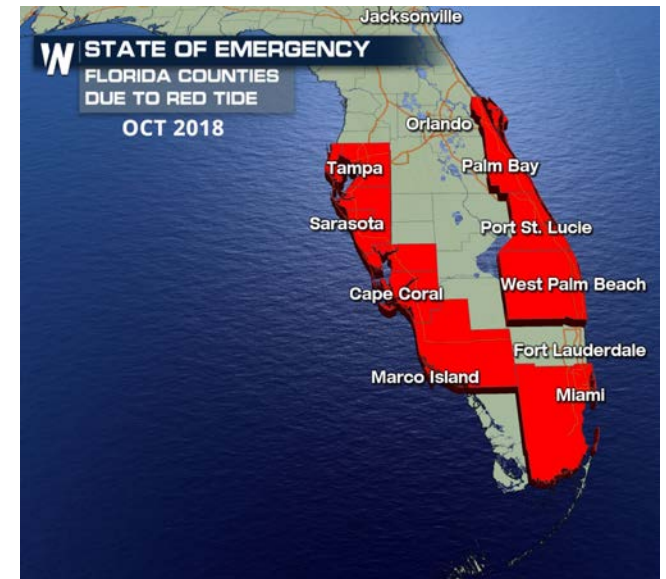 Jacksonville
W STATE OF EMERGENCY
FLORIDA COUNTIES
DUE TO RED TIDE
OCT 2018
Orlando
Tampa
Palm Bay
Sarasota
Port St. Lucie
West Palm Beach
Cape Coral
Fort Lauderdale
Marco Island
Miami